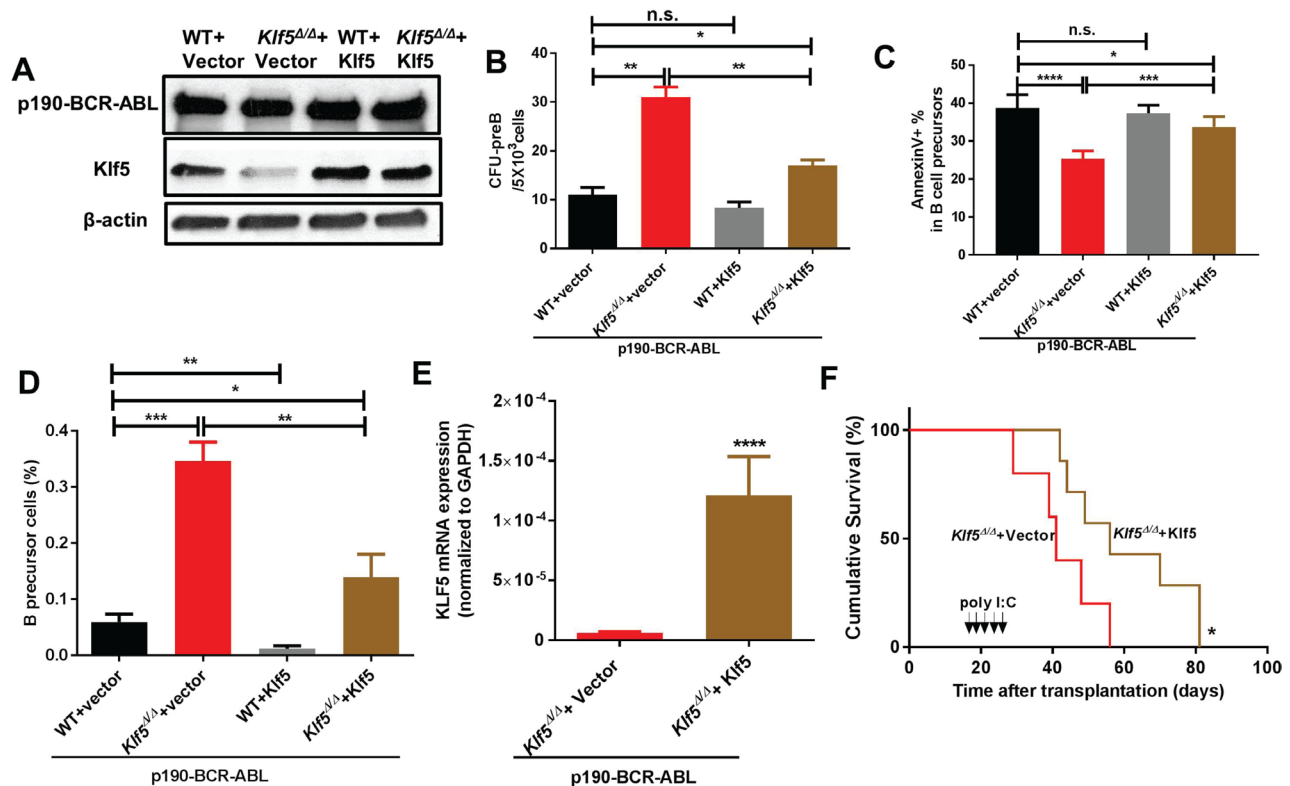 A
WT+ Klf5Δ/Δ+ WT+ Klf5Δ/Δ+
Vector Vector Klf5 Klf5
p190-BCR-ABL
Klf5
β-actin
B
n.s.
*
** **
CFU-preB
/5X10³cells
40
30
20
10
0
WT+vector
Klf5Δ/Δ+vector
WT+Klf5
Klf5Δ/Δ+Klf5
p190-BCR-ABL
C
n.s.
*
**** ***
AnnexinV+ %
in B cell precursors
50
40
30
20
10
0
WT+vector
Klf5Δ/Δ+vector
WT+Klf5
Klf5Δ/Δ+Klf5
p190-BCR-ABL
D
**
*
*** **
B precursor cells (%)
0.4
0.3
0.2
0.1
0.0
WT+vector
Klf5Δ/Δ+vector
WT+Klf5
Klf5Δ/Δ+Klf5
p190-BCR-ABL
E
KLF5 mRNA expression
(normalized to GAPDH)
2×10⁻⁴
1.5×10⁻⁴
1×10⁻⁴
5×10⁻⁵
0
****
Klf5Δ/Δ+ Vector
Klf5Δ/Δ+ Klf5
p190-BCR-ABL
F
Cumulative Survival (%)
100
50
0
Klf5Δ/Δ+Vector
Klf5Δ/Δ+Klf5
poly I:C
*
0 20 40 60 80 100
Time after transplantation (days)